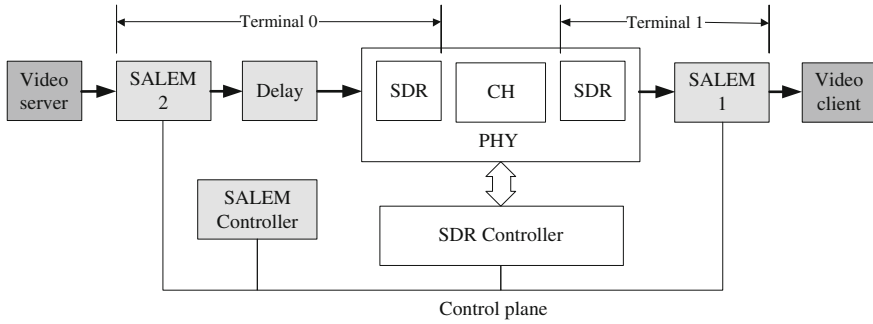 Terminal 0
Terminal 1
Video
server
SALEM
2
Delay
SDR
CH
SDR
PHY
SALEM
1
Video
client
SALEM
Controller
SDR Controller
Control plane